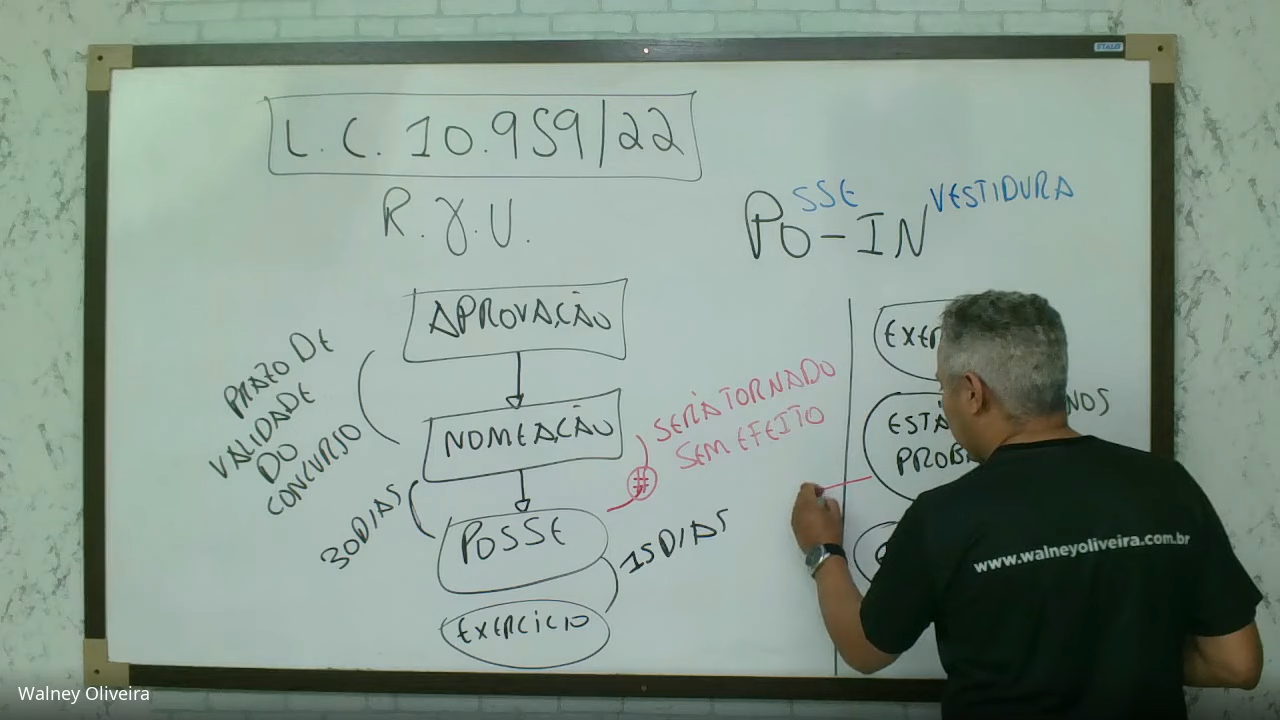 STALO
L.C. 10.959/22
R.J.U.
PO-IN
SSE
VESTIDURA
APROVAÇÃO
NOMEAÇÃO
POSSE
EXERCÍCIO
PRAZO DE
VALIDADE
DO
CONCURSO
30 DIAS
15 DIAS
#
SERÁ TORNADO
SEM EFEITO
www.walneyoliveira.com.br
Walney Oliveira